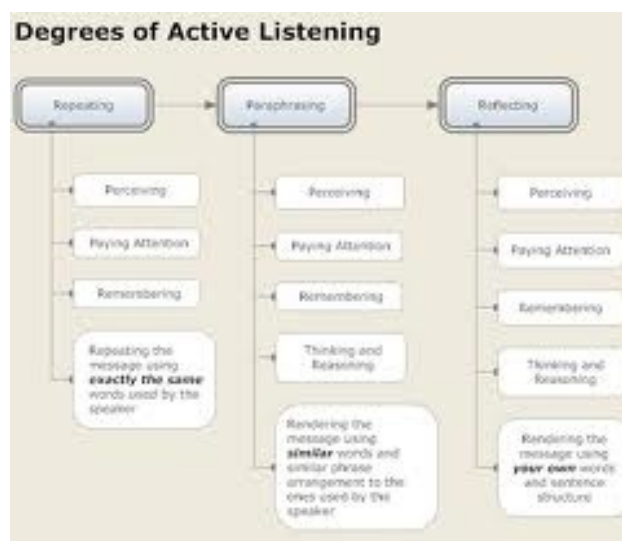 Degrees of Active Listening
Repeating
Paraphrasing
Reflecting
Perceiving
Paying Attention
Remembering
Repeating the
message using
exactly the same
words used by the
speaker
Perceiving
Paying Attention
Remembering
Thinking and
Reasoning
Rendering the
message using
similar words and
similar phrase
arrangement to the
ones used by the
speaker
Perceiving
Paying Attention
Remembering
Thinking and
Reasoning
Rendering the
message using
your own words
and sentence
structure